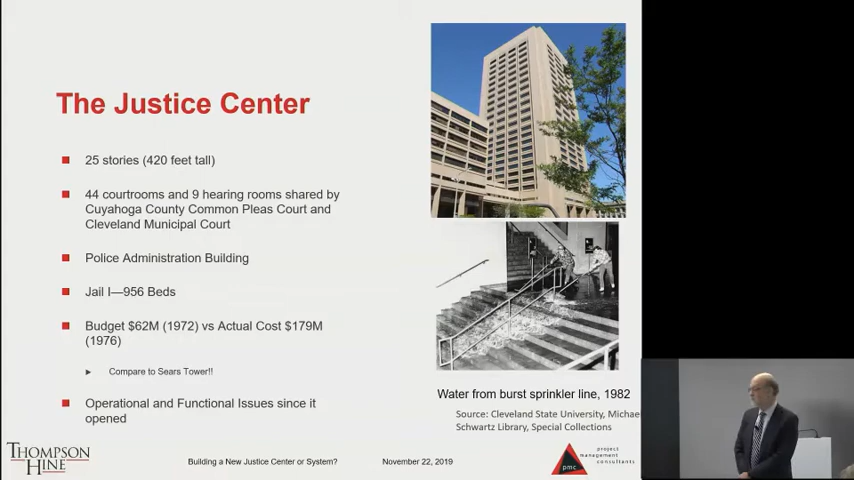 The Justice Center
25 stories (420 feet tall)
44 courtrooms and 9 hearing rooms shared by
Cuyahoga County Common Pleas Court and
Cleveland Municipal Court
Police Administration Building
Jail I—956 Beds
Budget $62M (1972) vs Actual Cost $179M
(1976)
Compare to Sears Tower!!
Operational and Functional Issues since it
opened
Water from burst sprinkler line, 1982
Source: Cleveland State University, Michae
Schwartz Library, Special Collections
THOMPSON
HINE
Building a New Justice Center or System?
November 22, 2019
pmc
project
management
consultants